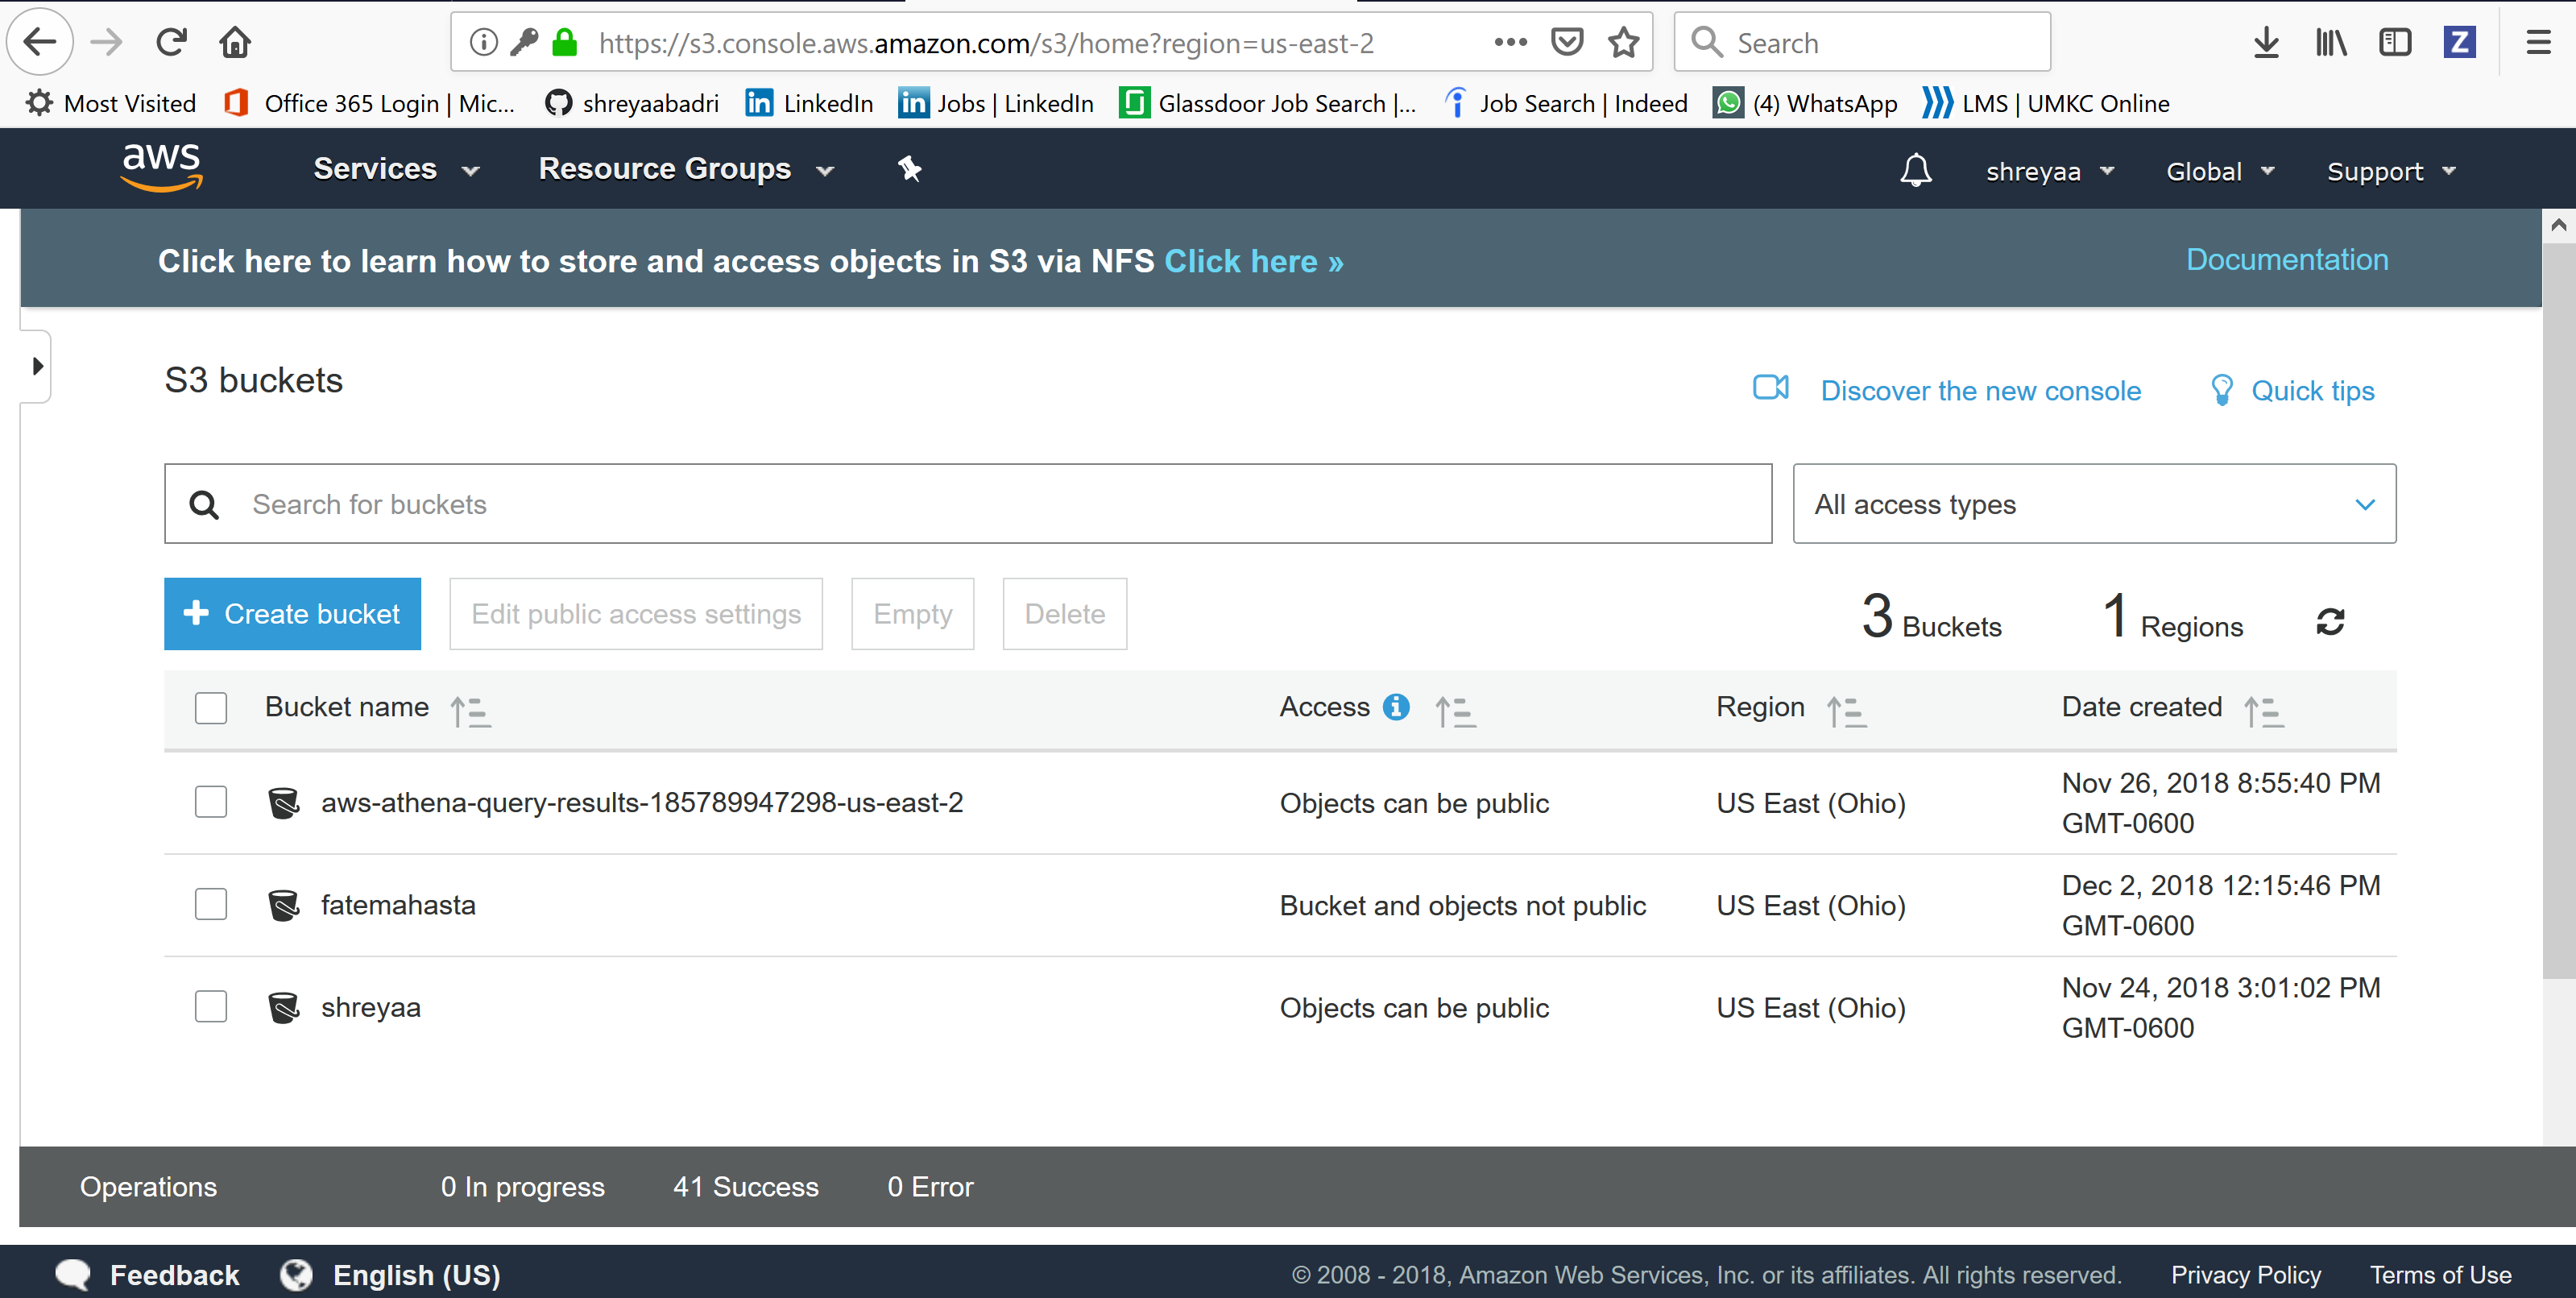 https://s3.console.aws.amazon.com/s3/home?region=us-east-2
Search
Most Visited
Office 365 Login | Mic...
shreyaabadri
LinkedIn
Jobs | LinkedIn
Glassdoor Job Search |...
Job Search | Indeed
(4) WhatsApp
LMS | UMKC Online
aws
Services
Resource Groups
shreyaa
Global
Support
Click here to learn how to store and access objects in S3 via NFS Click here »
Documentation
S3 buckets
Discover the new console
Quick tips
Search for buckets
All access types
Create bucket
Edit public access settings
Empty
Delete
3 Buckets
1 Regions
Bucket name
Access
Region
Date created
aws-athena-query-results-185789947298-us-east-2
Objects can be public
US East (Ohio)
Nov 26, 2018 8:55:40 PM
GMT-0600
fatemahasta
Bucket and objects not public
US East (Ohio)
Dec 2, 2018 12:15:46 PM
GMT-0600
shreyaa
Objects can be public
US East (Ohio)
Nov 24, 2018 3:01:02 PM
GMT-0600
Operations
0 In progress
41 Success
0 Error
Feedback
English (US)
© 2008 - 2018, Amazon Web Services, Inc. or its affiliates. All rights reserved.
Privacy Policy
Terms of Use